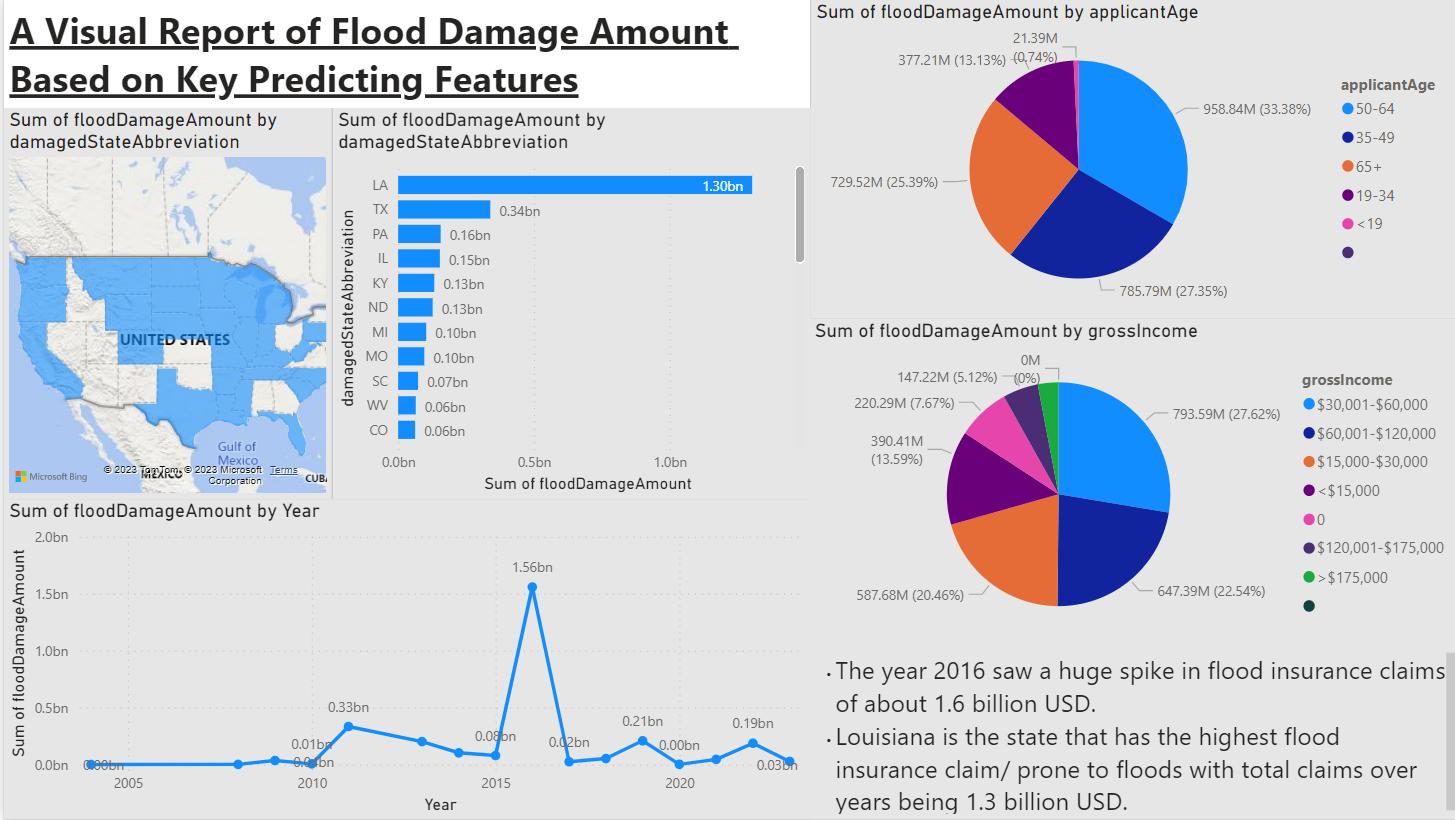 A Visual Report of Flood Damage Amount
Based on Key Predicting Features
Sum of floodDamageAmount by
damagedStateAbbreviation
UNITED STATES
Gulf of
Mexico
MEXICO
CUBA
Microsoft Bing
© 2023 TomTom, © 2023 Microsoft
Corporation
Terms
Sum of floodDamageAmount by
damagedStateAbbreviation
damagedStateAbbreviation
LA 1.30bn
TX 0.34bn
PA 0.16bn
IL 0.15bn
KY 0.13bn
ND 0.13bn
MI 0.10bn
MO 0.10bn
SC 0.07bn
WV 0.06bn
CO 0.06bn
0.0bn 0.5bn 1.0bn
Sum of floodDamageAmount
Sum of floodDamageAmount by Year
Sum of floodDamageAmount
2.0bn
1.5bn
1.0bn
0.5bn
0.0bn
0.00bn
0.01bn
0.04bn
0.33bn
0.08bn
1.56bn
0.02bn
0.21bn
0.00bn
0.19bn
0.03bn
2005 2010 2015 2020
Year
Sum of floodDamageAmount by applicantAge
21.39M
(0.74%)
377.21M (13.13%)
958.84M (33.38%)
729.52M (25.39%)
785.79M (27.35%)
applicantAge
50-64
35-49
65+
19-34
<19
Sum of floodDamageAmount by grossIncome
0M
(0%)
147.22M (5.12%)
220.29M (7.67%)
390.41M
(13.59%)
793.59M (27.62%)
587.68M (20.46%)
647.39M (22.54%)
grossIncome
$30,001-$60,000
$60,001-$120,000
$15,000-$30,000
<$15,000
0
$120,001-$175,000
>$175,000
• The year 2016 saw a huge spike in flood insurance claims
of about 1.6 billion USD.
• Louisiana is the state that has the highest flood
insurance claim/ prone to floods with total claims over
years being 1.3 billion USD.